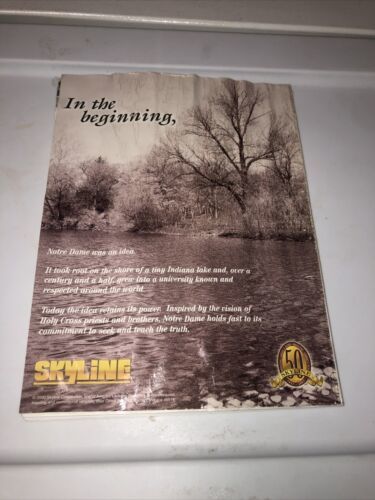 In the
beginning,
Notre Dame was an idea.
It took root on the shore of a tiny Indiana lake and, over a
century and a half, grew into a university known and
respected around the world.
Today the idea retains its power. Inspired by the vision of
Holy Cross priests and brothers, Notre Dame holds fast to its
commitment to seek and teach the truth.
SKYLINE
50
SKYLINE